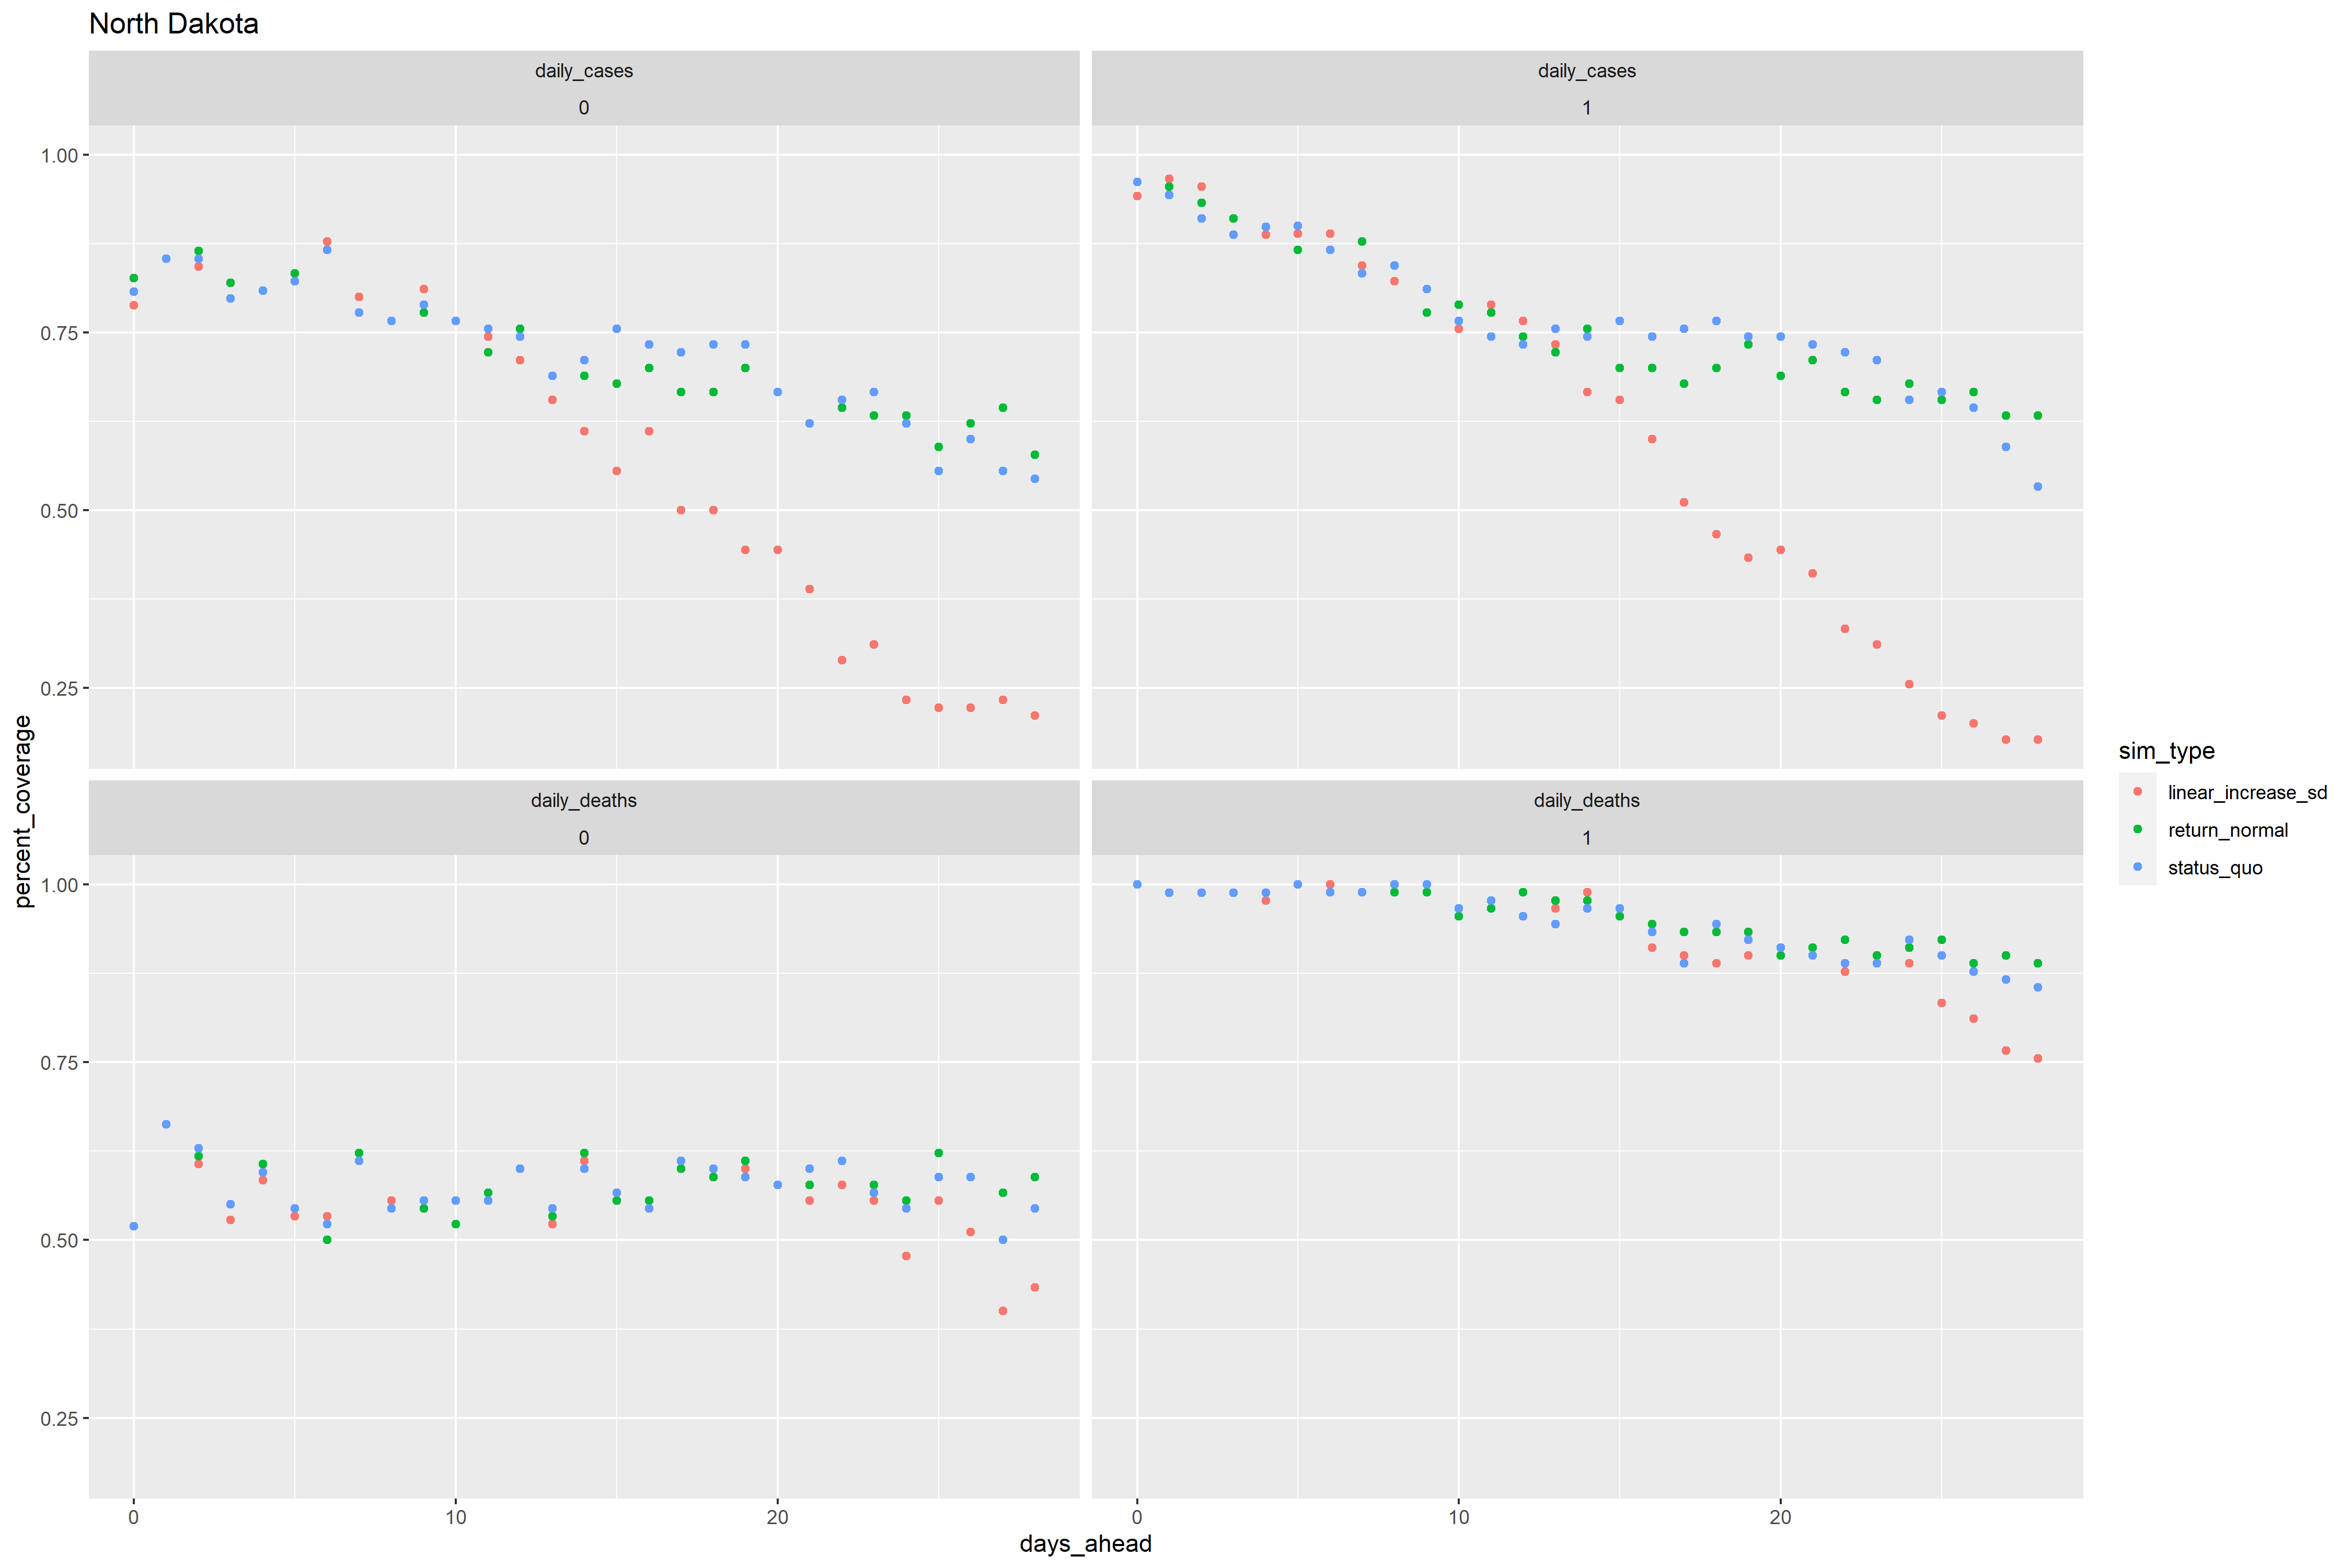 North Dakota
daily_cases
0
daily_cases
1
1.00
0.75
0.50
0.25
daily_deaths
0
daily_deaths
1
1.00
0.75
0.50
0.25
0
10
20
0
10
20
days_ahead
percent_coverage
sim_type
linear_increase_sd
return_normal
status_quo